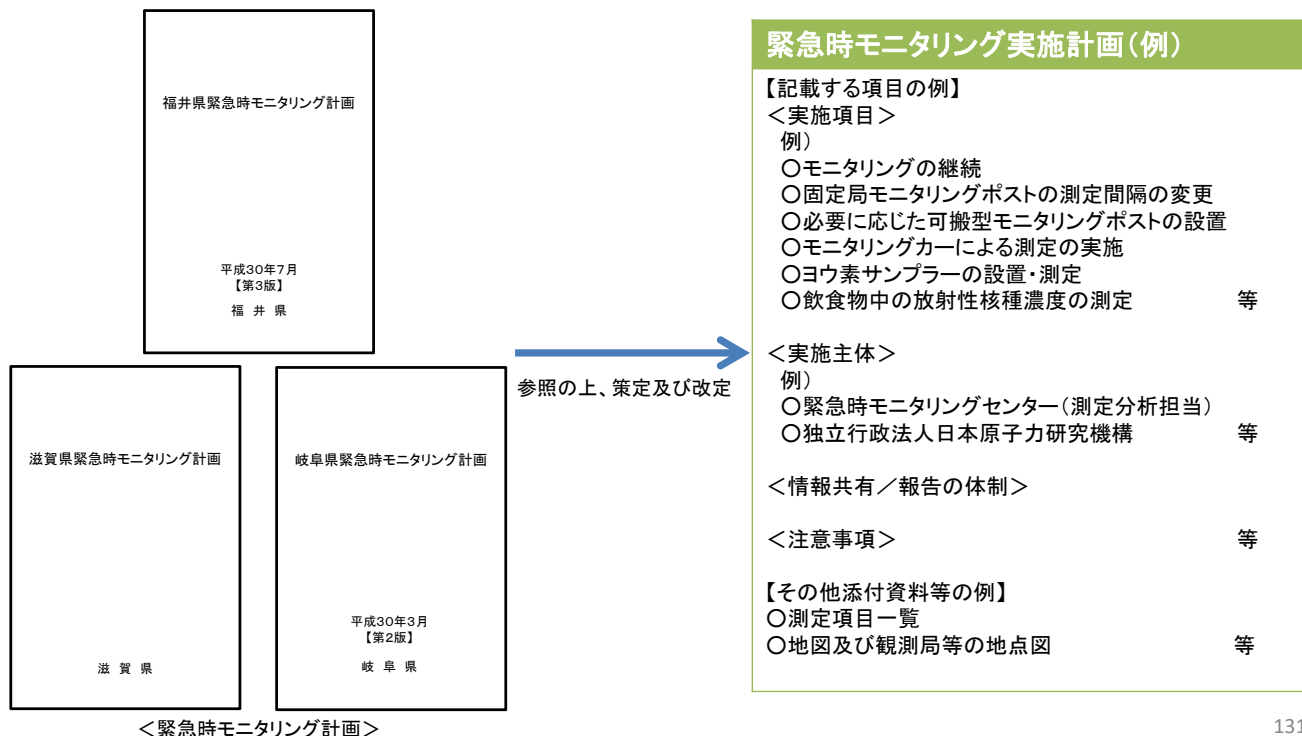 福井県緊急時モニタリング計画
平成30年7月
【第3版】
福 井 県
滋賀県緊急時モニタリング計画
滋 賀 県
岐阜県緊急時モニタリング計画
平成30年3月
【第2版】
岐 阜 県
＜緊急時モニタリング計画＞
参照の上、策定及び改定
緊急時モニタリング実施計画（例）
【記載する項目の例】
＜実施項目＞
例）
○モニタリングの継続
○固定局モニタリングポストの測定間隔の変更
○必要に応じた可搬型モニタリングポストの設置
○モニタリングカーによる測定の実施
○ヨウ素サンプラーの設置・測定
○飲食物中の放射性核種濃度の測定 等
＜実施主体＞
例）
○緊急時モニタリングセンター（測定分析担当）
○独立行政法人日本原子力研究機構 等
＜情報共有／報告の体制＞
＜注意事項＞ 等
【その他添付資料等の例】
○測定項目一覧
○地図及び観測局等の地点図 等
131